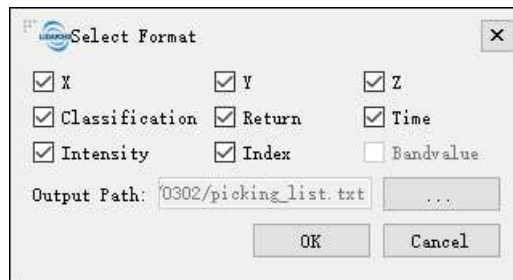 Select Format
X Y Z
Classification Return Time
Intensity Index Bandvalue
Output Path: 0302/picking_list.txt ...
OK Cancel